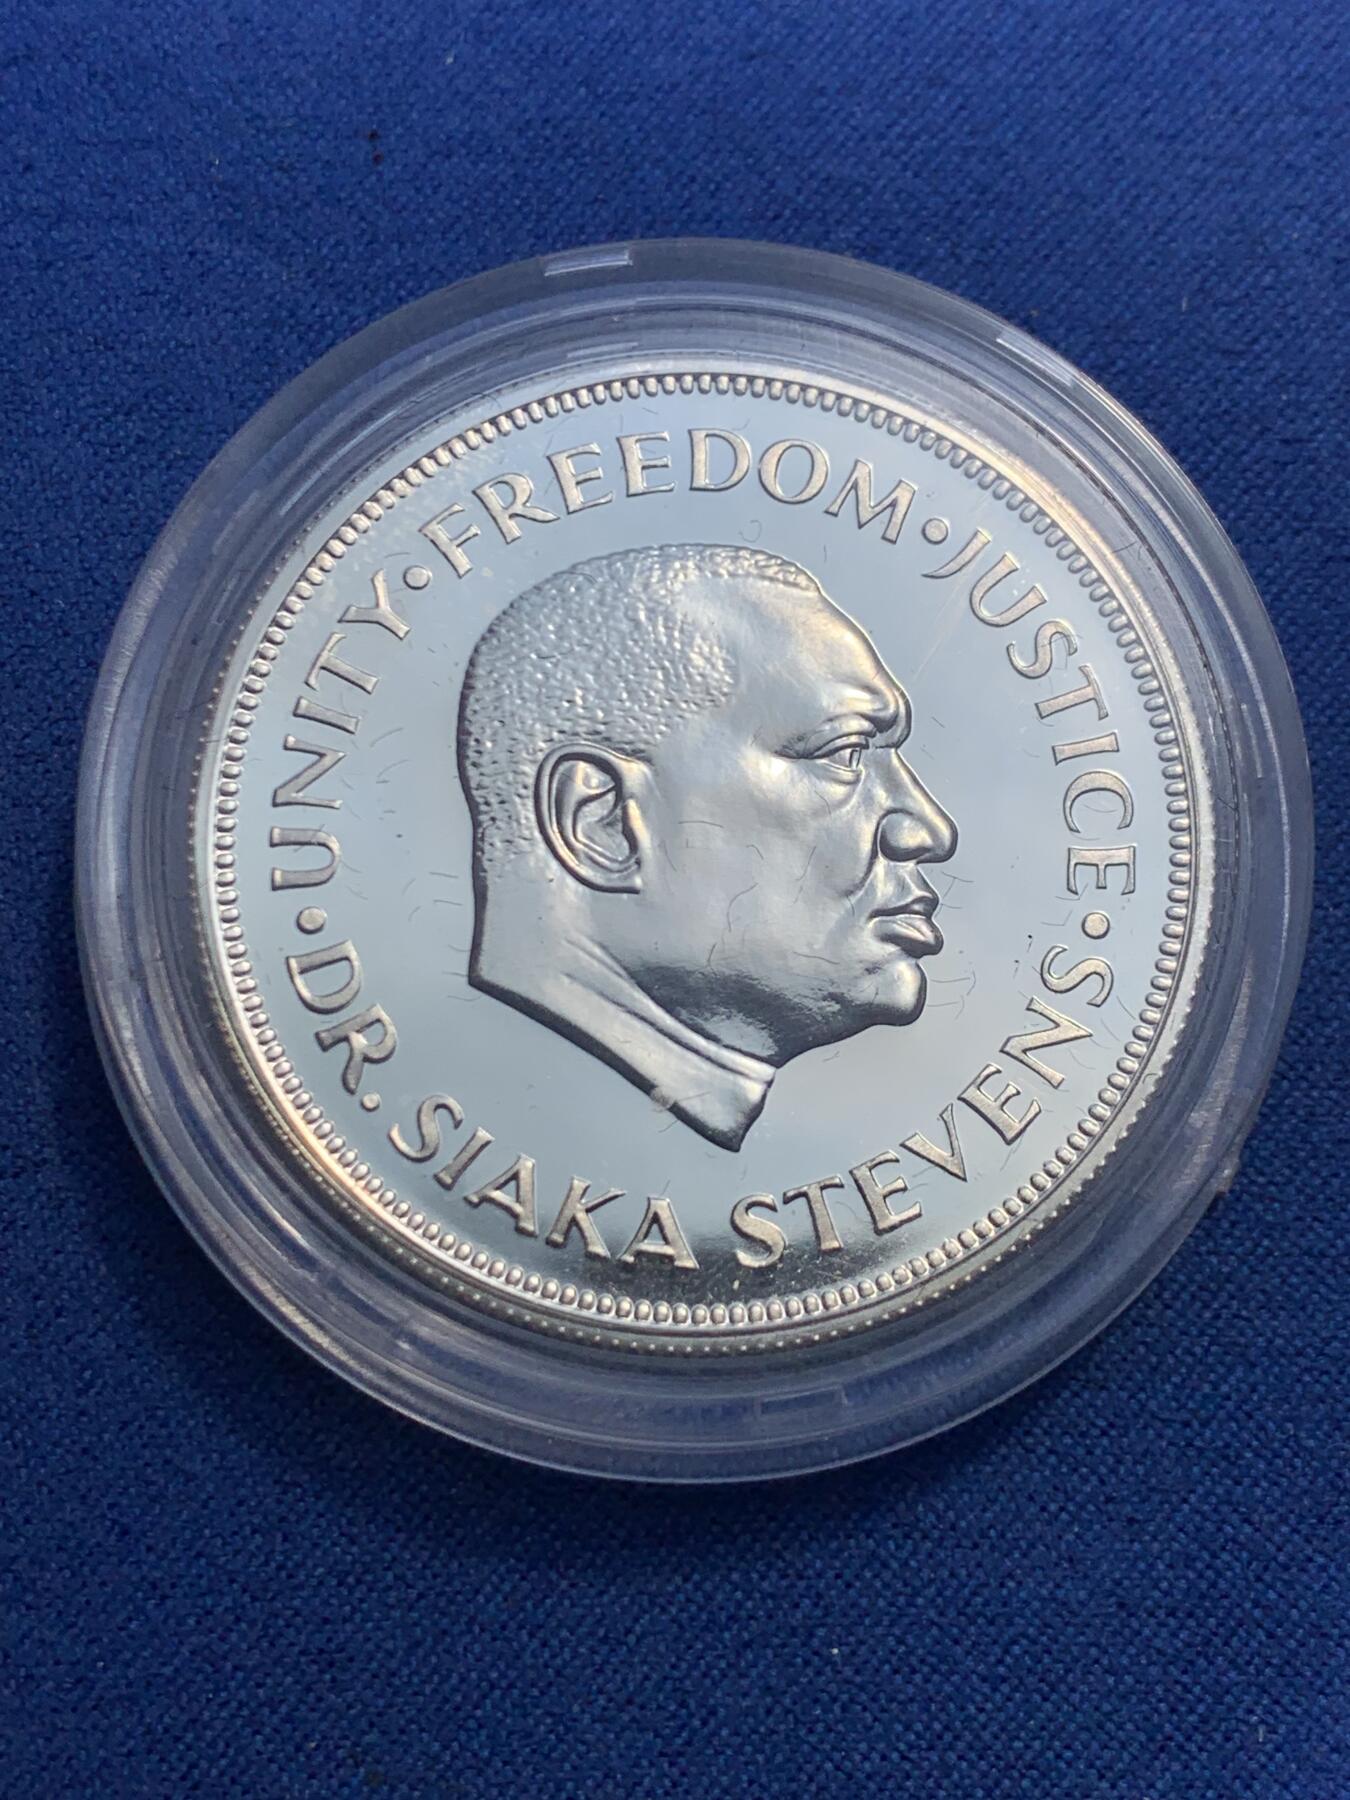 UNITY · FREEDOM · JUSTICE ·
DR. SIAKA STEVENS ·